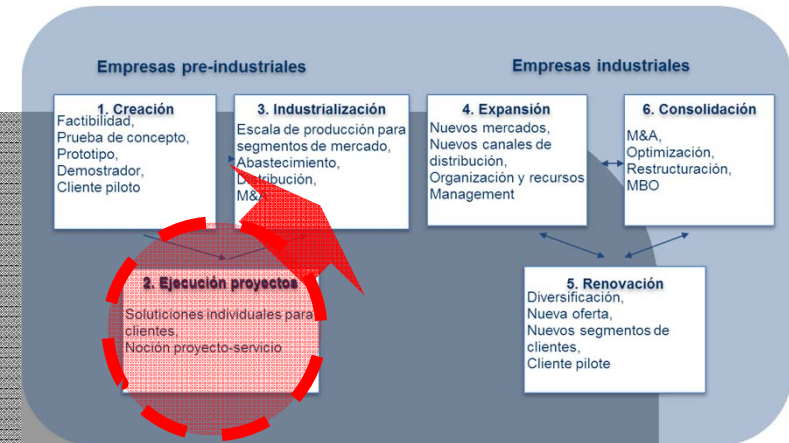 Empresas pre-industriales
Empresas industriales
1. Creación
Factibilidad,
Prueba de concepto,
Prototipo,
Demostrador,
Cliente piloto
3. Industrialización
Escala de producción para
segmentos de mercado,
Abastecimiento,
Distribución,
M&A
4. Expansión
Nuevos mercados,
Nuevos canales de
distribución,
Organización y recursos
Management
6. Consolidación
M&A,
Optimización,
Restructuración,
MBO
2. Ejecución proyectos
Soluticiones individuales para
clientes,
Noción proyecto-servicio
5. Renovación
Diversificación,
Nueva oferta,
Nuevos segmentos de
clientes,
Cliente pilote